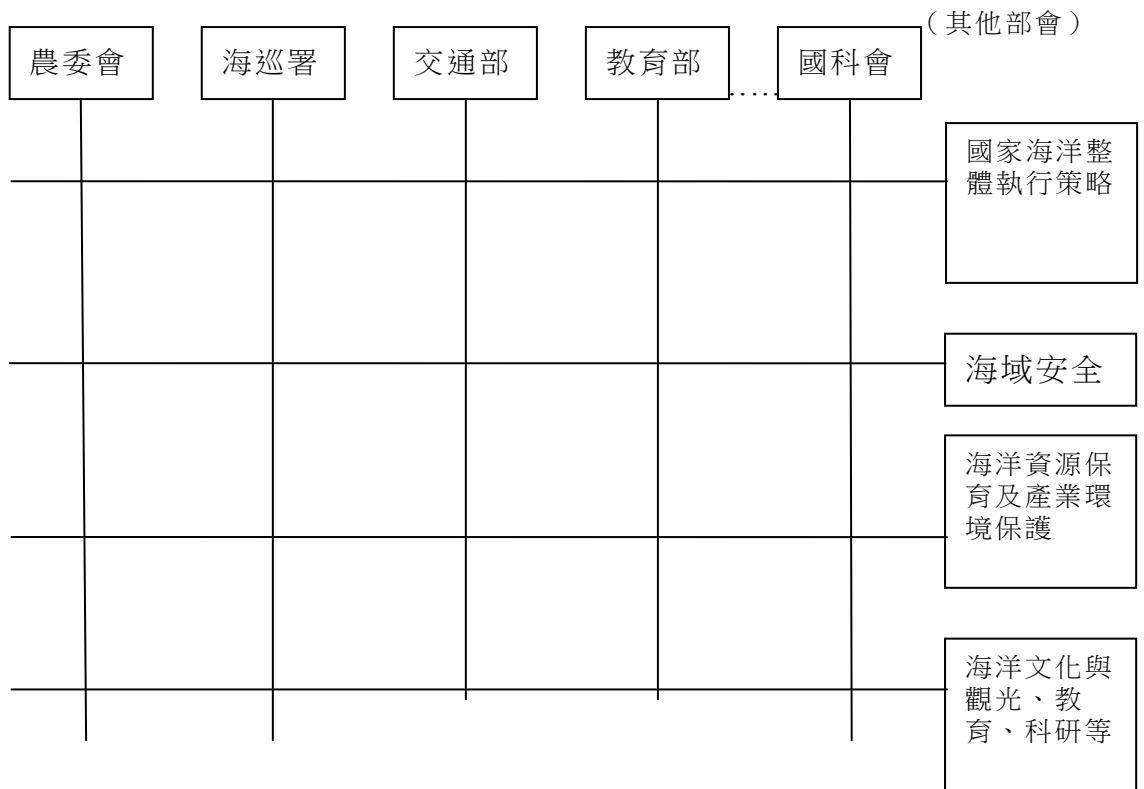 （其他部會）
農委會
海巡署
交通部
教育部
.....
國科會
國家海洋整
體執行策略
海域安全
海洋資源保
育及產業環
境保護
海洋文化與
觀光、教
育、科研等